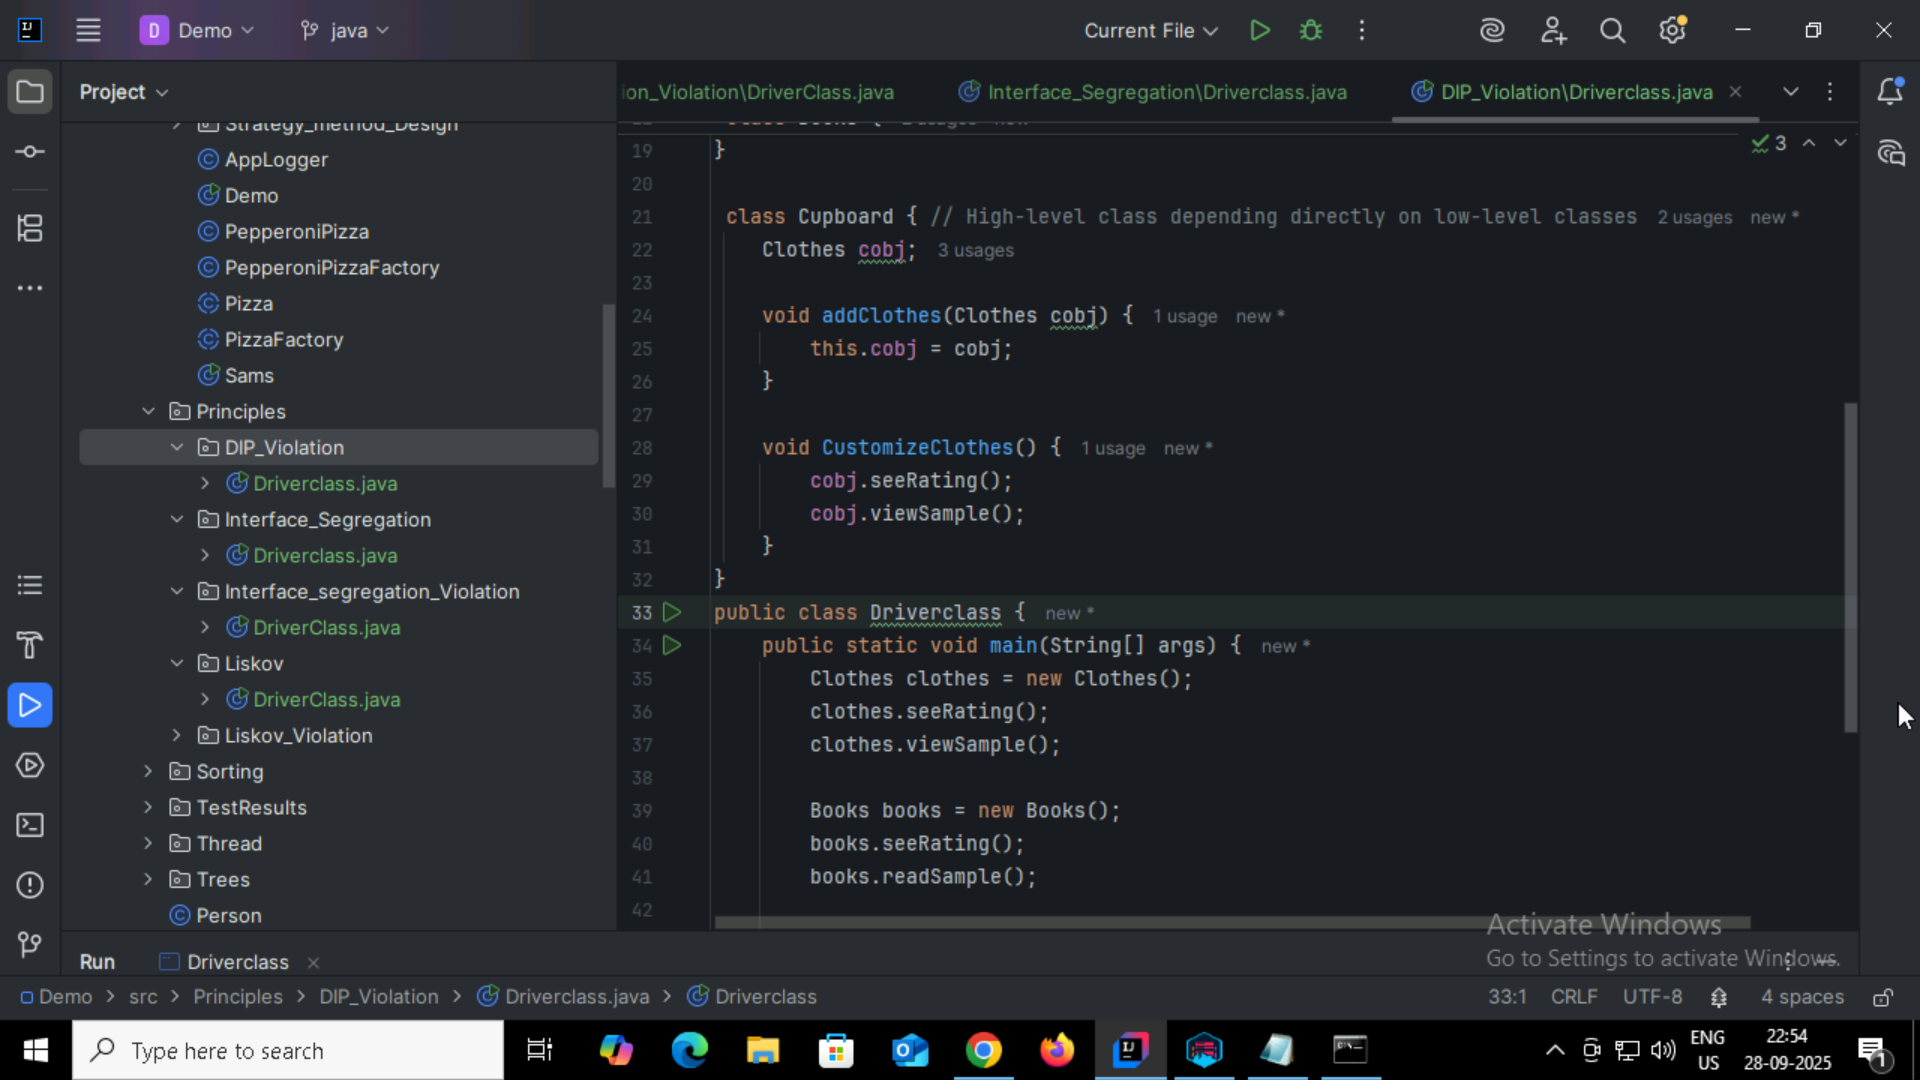 D Demo java Current File
Project
Strategy_method_Design
AppLogger
Demo
PepperoniPizza
PepperoniPizzaFactory
Pizza
PizzaFactory
Sams
Principles
DIP_Violation
Driverclass.java
Interface_Segregation
Driverclass.java
Interface_segregation_Violation
DriverClass.java
Liskov
DriverClass.java
Liskov_Violation
Sorting
TestResults
Thread
Trees
Person
ion_Violation\DriverClass.java Interface_Segregation\Driverclass.java DIP_Violation\Driverclass.java
3
19 }
20
21 class Cupboard { // High-level class depending directly on low-level classes 2 usages new *
22 Clothes cobj; 3 usages
23
24 void addClothes(Clothes cobj) { 1 usage new *
25 this.cobj = cobj;
26 }
27
28 void CustomizeClothes() { 1 usage new *
29 cobj.seeRating();
30 cobj.viewSample();
31 }
32 }
33 public class Driverclass { new *
34 public static void main(String[] args) { new *
35 Clothes clothes = new Clothes();
36 clothes.seeRating();
37 clothes.viewSample();
38
39 Books books = new Books();
40 books.seeRating();
41 books.readSample();
42
Activate Windows
Go to Settings to activate Windows.
Run Driverclass
Demo > src > Principles > DIP_Violation > Driverclass.java > Driverclass 33:1 CRLF UTF-8 4 spaces
Type here to search
ENG
US
22:54
28-09-2025
1